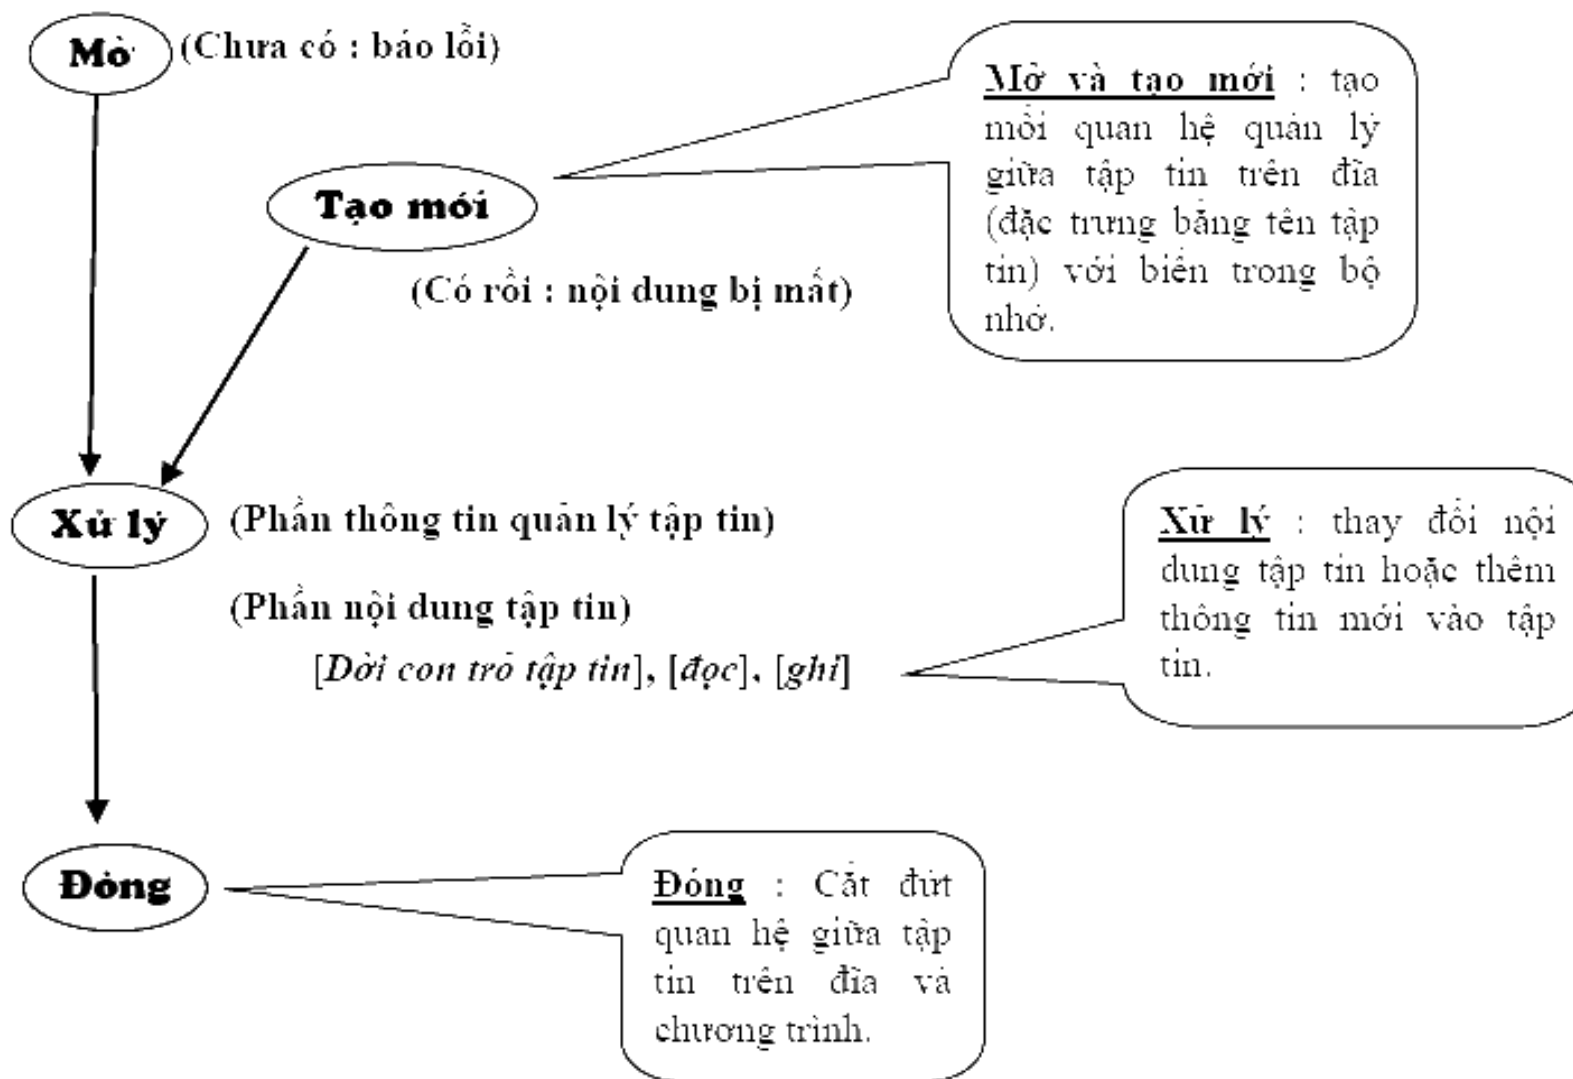 Mở (Chưa có : báo lỗi)
Mở và tạo mới : tạo
mối quan hệ quản lý
giữa tập tin trên đĩa
(đặc trưng bằng tên tập
tin) với biến trong bộ
nhớ.
Tạo mới
(Có rồi : nội dung bị mất)
Xử lý (Phần thông tin quản lý tập tin)
(Phần nội dung tập tin)
[Dời con trỏ tập tin], [đọc], [ghi]
Xử lý : thay đổi nội
dung tập tin hoặc thêm
thông tin mới vào tập
tin.
Đóng
Đóng : Cắt đứt
quan hệ giữa tập
tin trên đĩa và
chương trình.